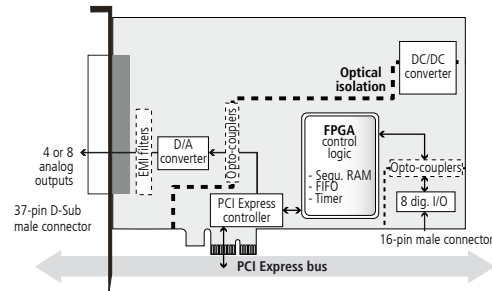 DC/DC
converter
Optical
isolation
EMI filters
D/A
converter
Opto-couplers
FPGA
control
logic
- Sequ. RAM
- FIFO
- Timer
4 or 8
analog
outputs
Opto-couplers
8 dig. I/O
PCI Express
controller
37-pin D-Sub
male connector
16-pin male connector
PCI Express bus